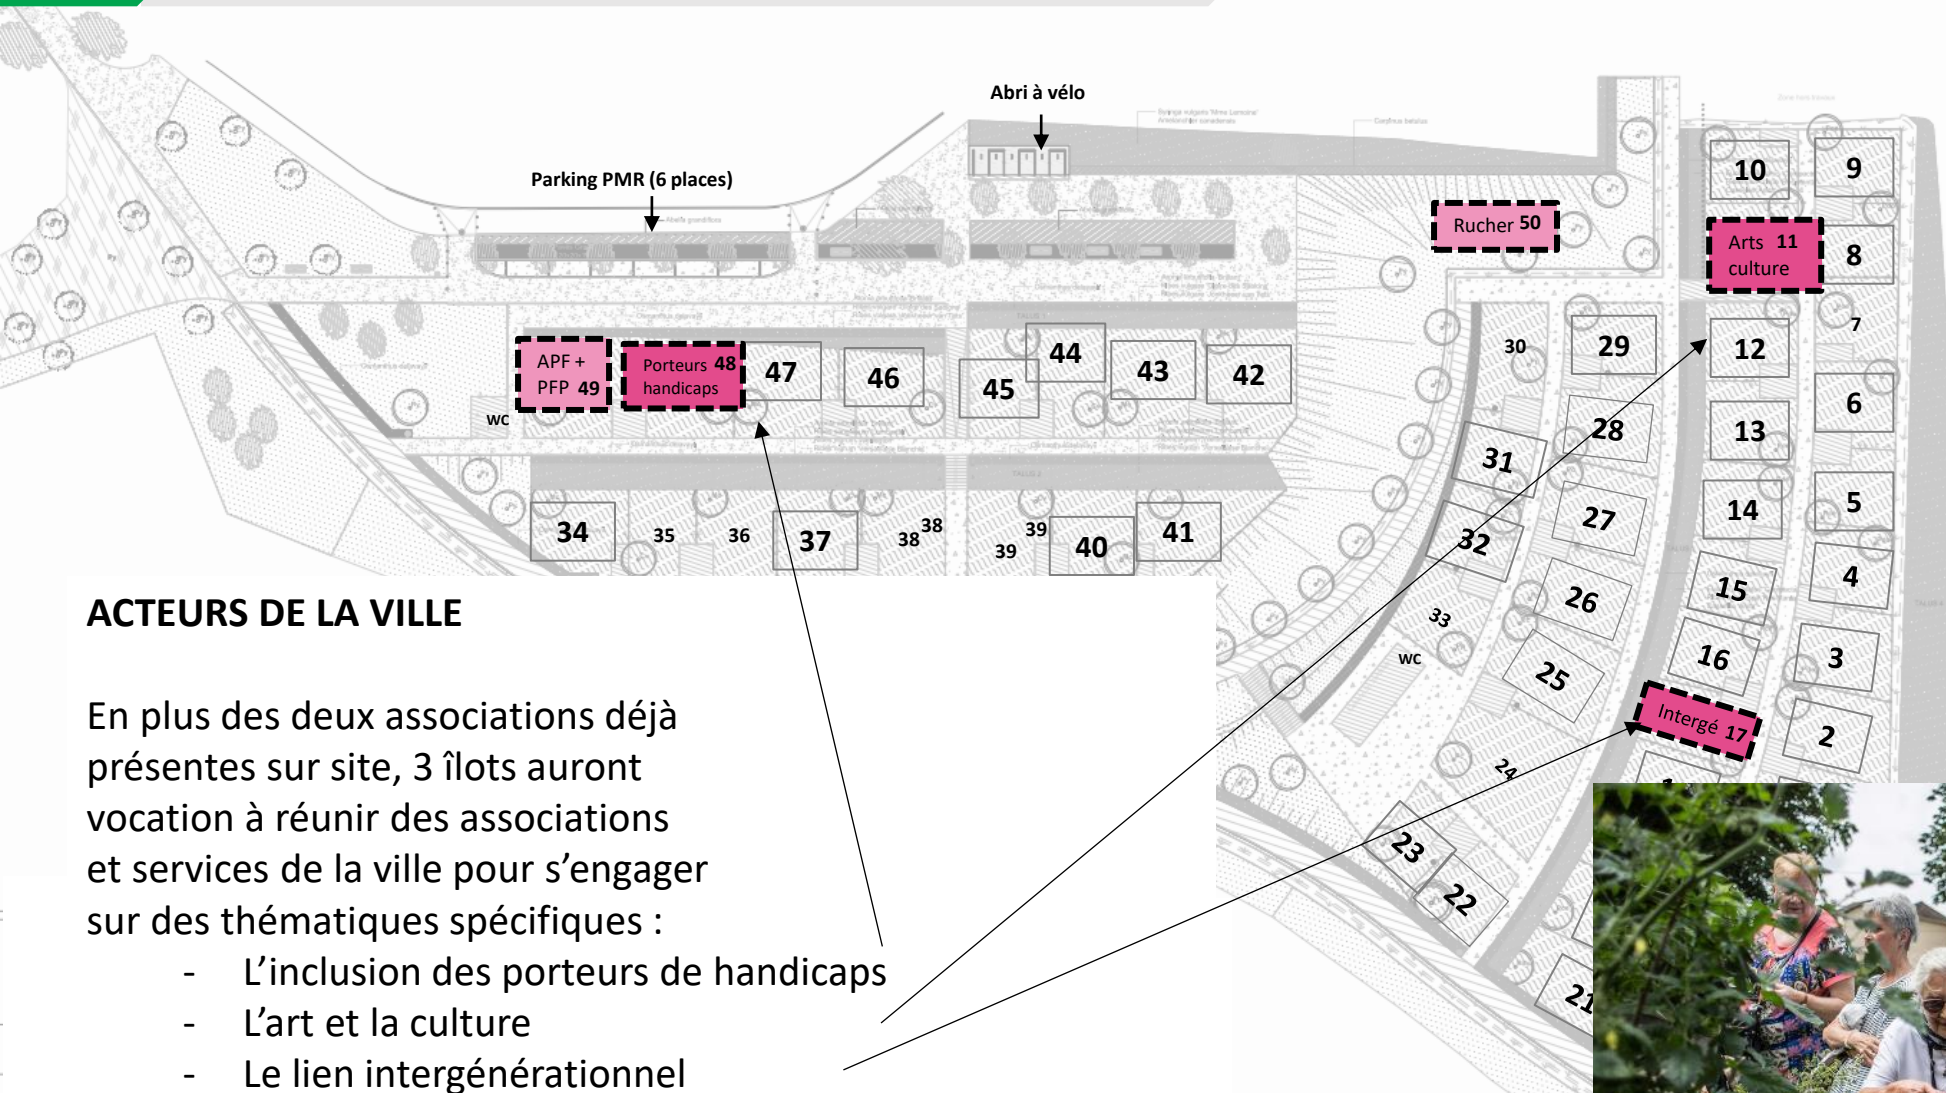 Abri à vélo
Parking PMR (6 places)
Rucher 50
Arts 11
culture
10
9
8
7
12
6
13
5
14
4
15
3
16
2
Intergé 17
30
29
28
31
27
32
26
33
WC
25
24
23
22
21
APF +
PFP 49
Porteurs 48
handicaps
47
46
45
44
43
42
WC
34
35
36
37
38
38
39
39
40
41
TALUS 1
TALUS 2
ACTEURS DE LA VILLE
En plus des deux associations déjà
présentes sur site, 3 îlots auront
vocation à réunir des associations
et services de la ville pour s’engager
sur des thématiques spécifiques :
- L’inclusion des porteurs de handicaps
- L’art et la culture
- Le lien intergénérationnel